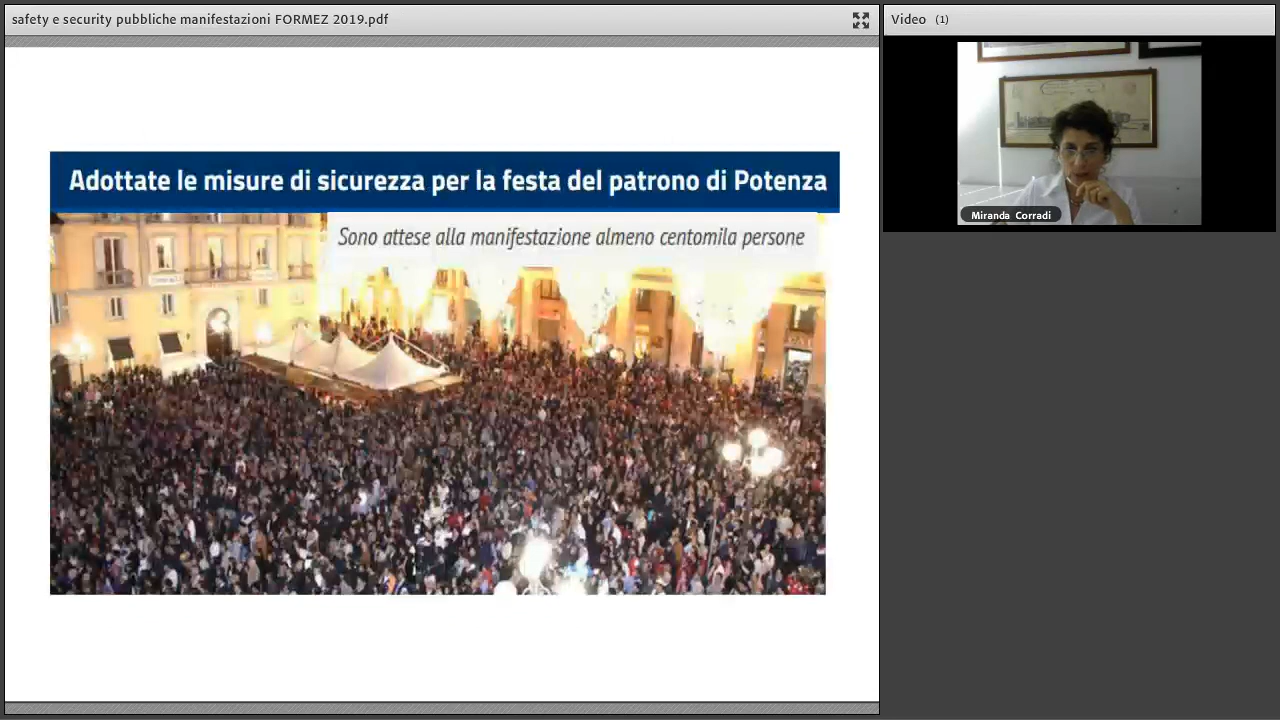 safety e security pubbliche manifestazioni FORMEZ 2019.pdf
Video (1)
Miranda Corradi
Adottate le misure di sicurezza per la festa del patrono di Potenza
Sono attese alla manifestazione almeno centomila persone